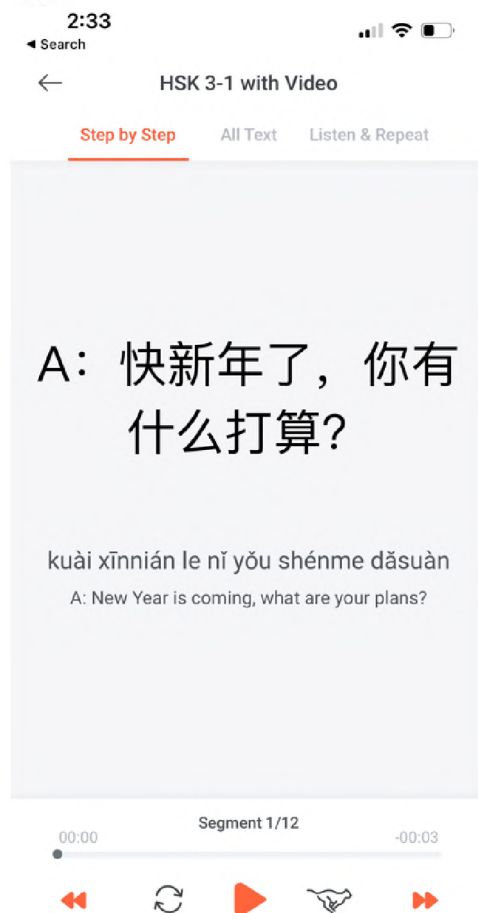 2:33
◀ Search
HSK 3-1 with Video
Step by Step All Text Listen & Repeat
A：快新年了，你有
什么打算？
kuài xīnnián le nǐ yǒu shénme dǎsuàn
A: New Year is coming, what are your plans?
Segment 1/12
00:00 -00:03